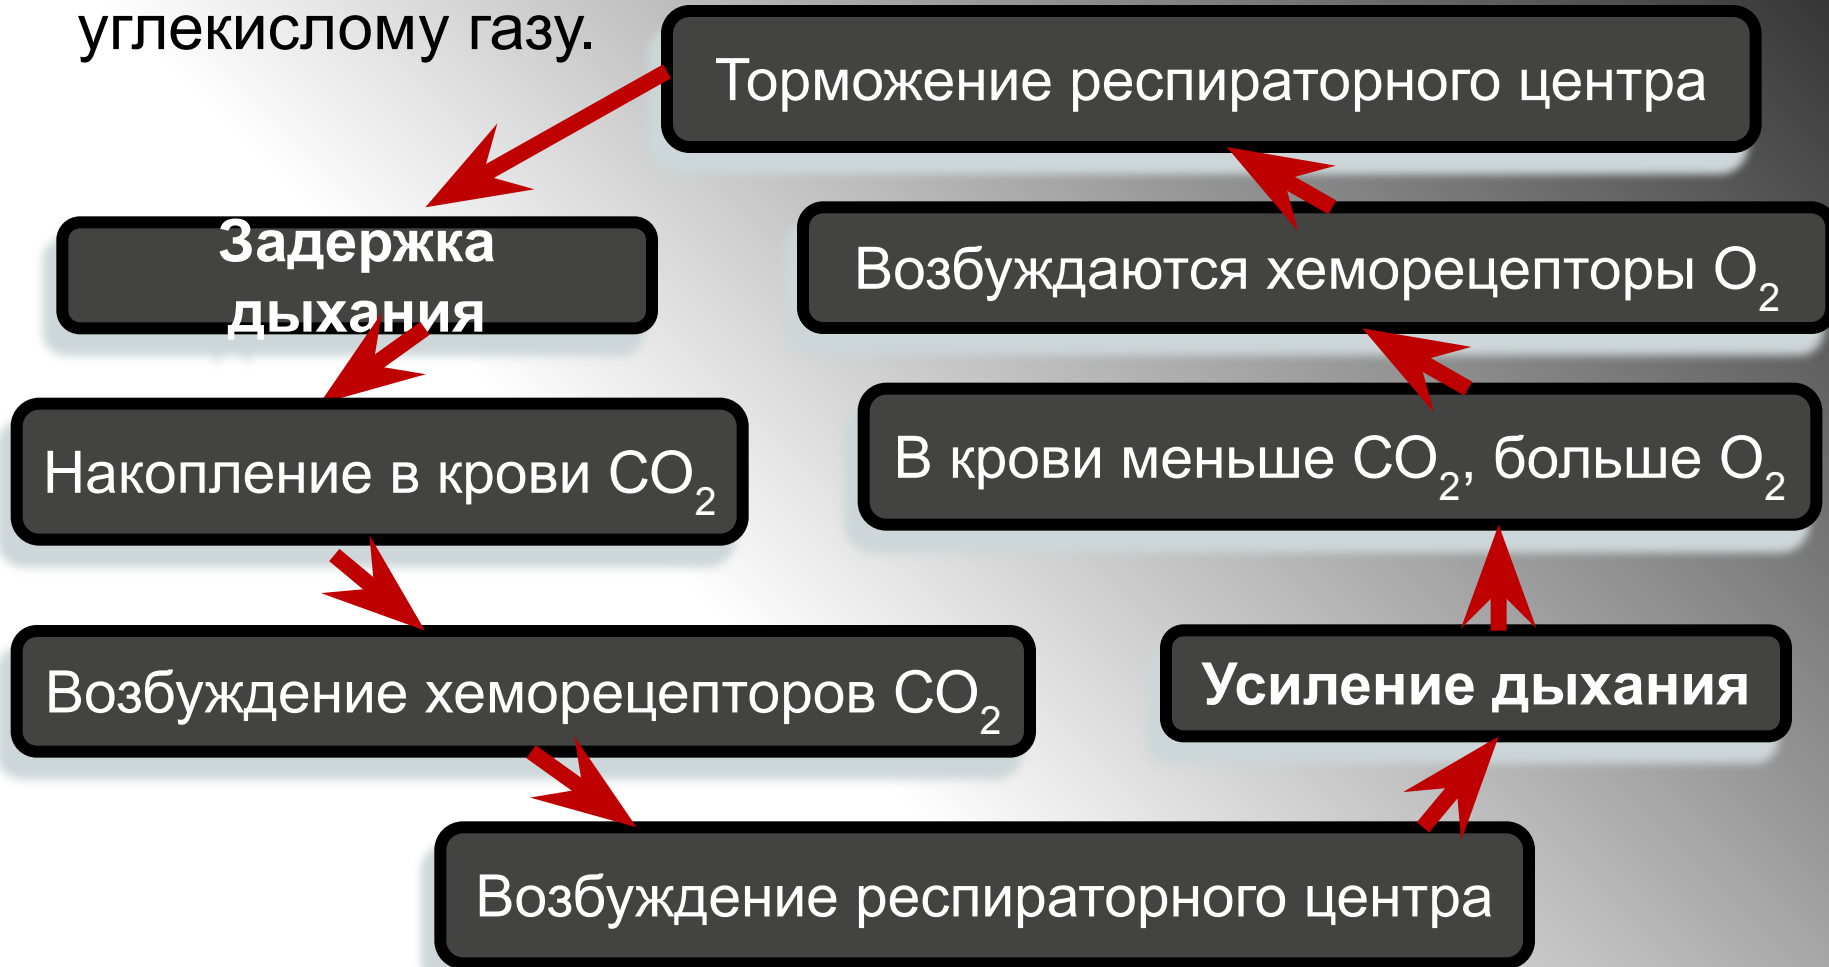 углекислому газу.
Торможение респираторного центра
Задержка
дыхания
Возбуждаются хеморецепторы O₂
Накопление в крови CO₂
В крови меньше CO₂, больше O₂
Возбуждение хеморецепторов CO₂
Усиление дыхания
Возбуждение респираторного центра